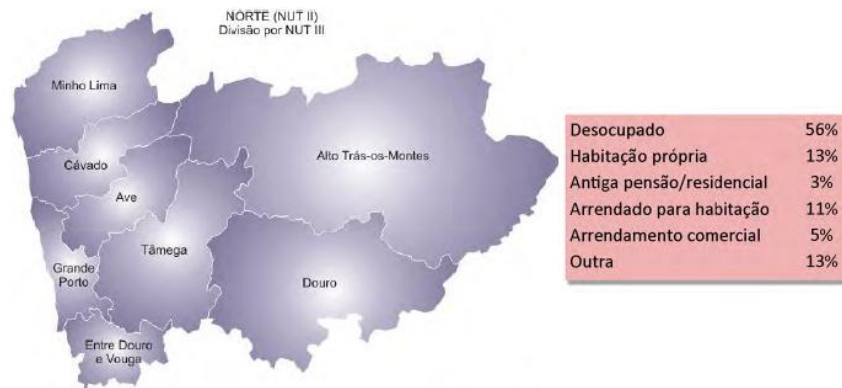 NORTE (NUT II)
Divisão por NUT III
Minho Lima
Cávado
Ave
Alto Trás-os-Montes
Tâmega
Grande
Porto
Douro
Entre Douro
e Vouga
Desocupado 56%
Habitação própria 13%
Antiga pensão/residencial 3%
Arrendado para habitação 11%
Arrendamento comercial 5%
Outra 13%